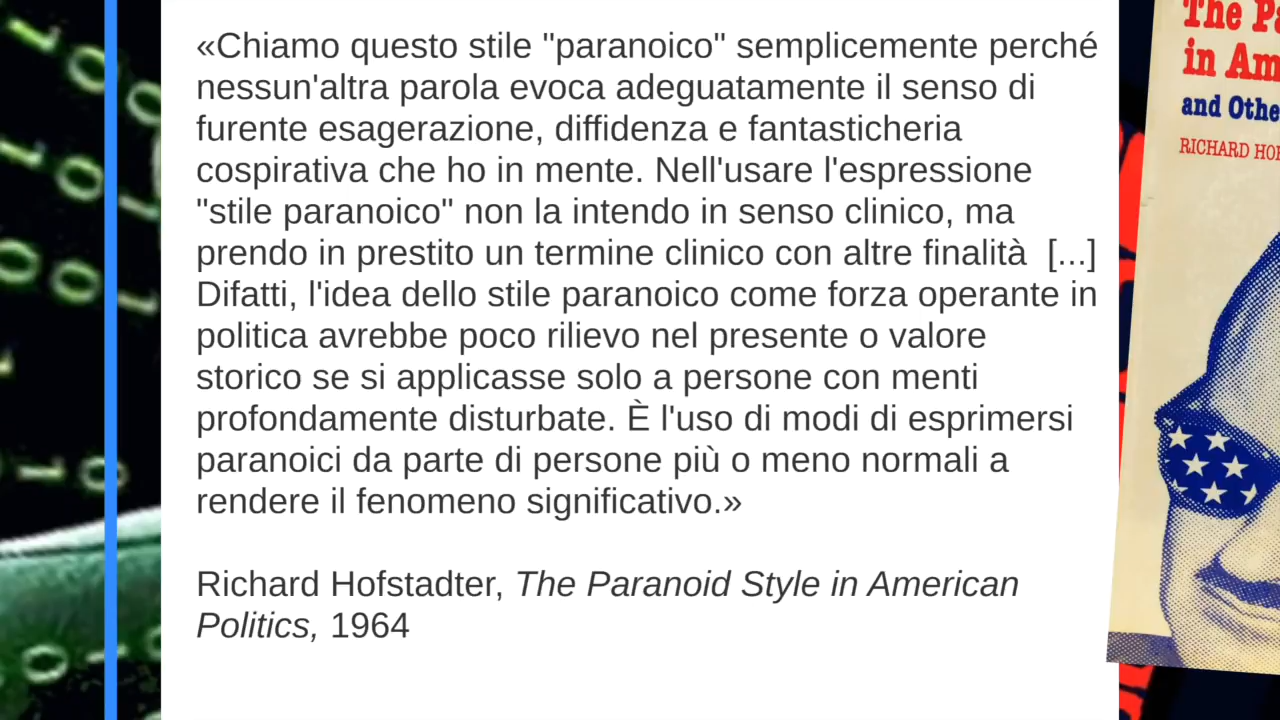 «Chiamo questo stile "paranoico" semplicemente perché
nessun'altra parola evoca adeguatamente il senso di
furente esagerazione, diffidenza e fantasticheria
cospirativa che ho in mente. Nell'usare l'espressione
"stile paranoico" non la intendo in senso clinico, ma
prendo in prestito un termine clinico con altre finalità [...]
Difatti, l'idea dello stile paranoico come forza operante in
politica avrebbe poco rilievo nel presente o valore
storico se si applicasse solo a persone con menti
profondamente disturbate. È l'uso di modi di esprimersi
paranoici da parte di persone più o meno normali a
rendere il fenomeno significativo.»
Richard Hofstadter, The Paranoid Style in American
Politics, 1964
The
in
and
RICHARD